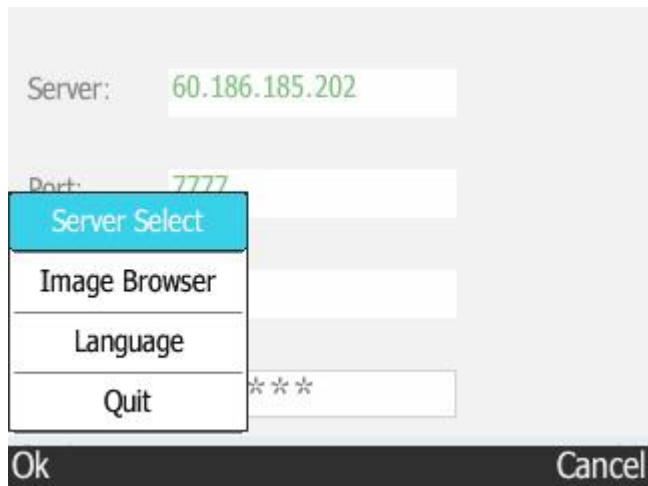 Server: 60.186.185.202
Port: 7777
Server Select
Image Browser
Language
Quit
***
Ok Cancel